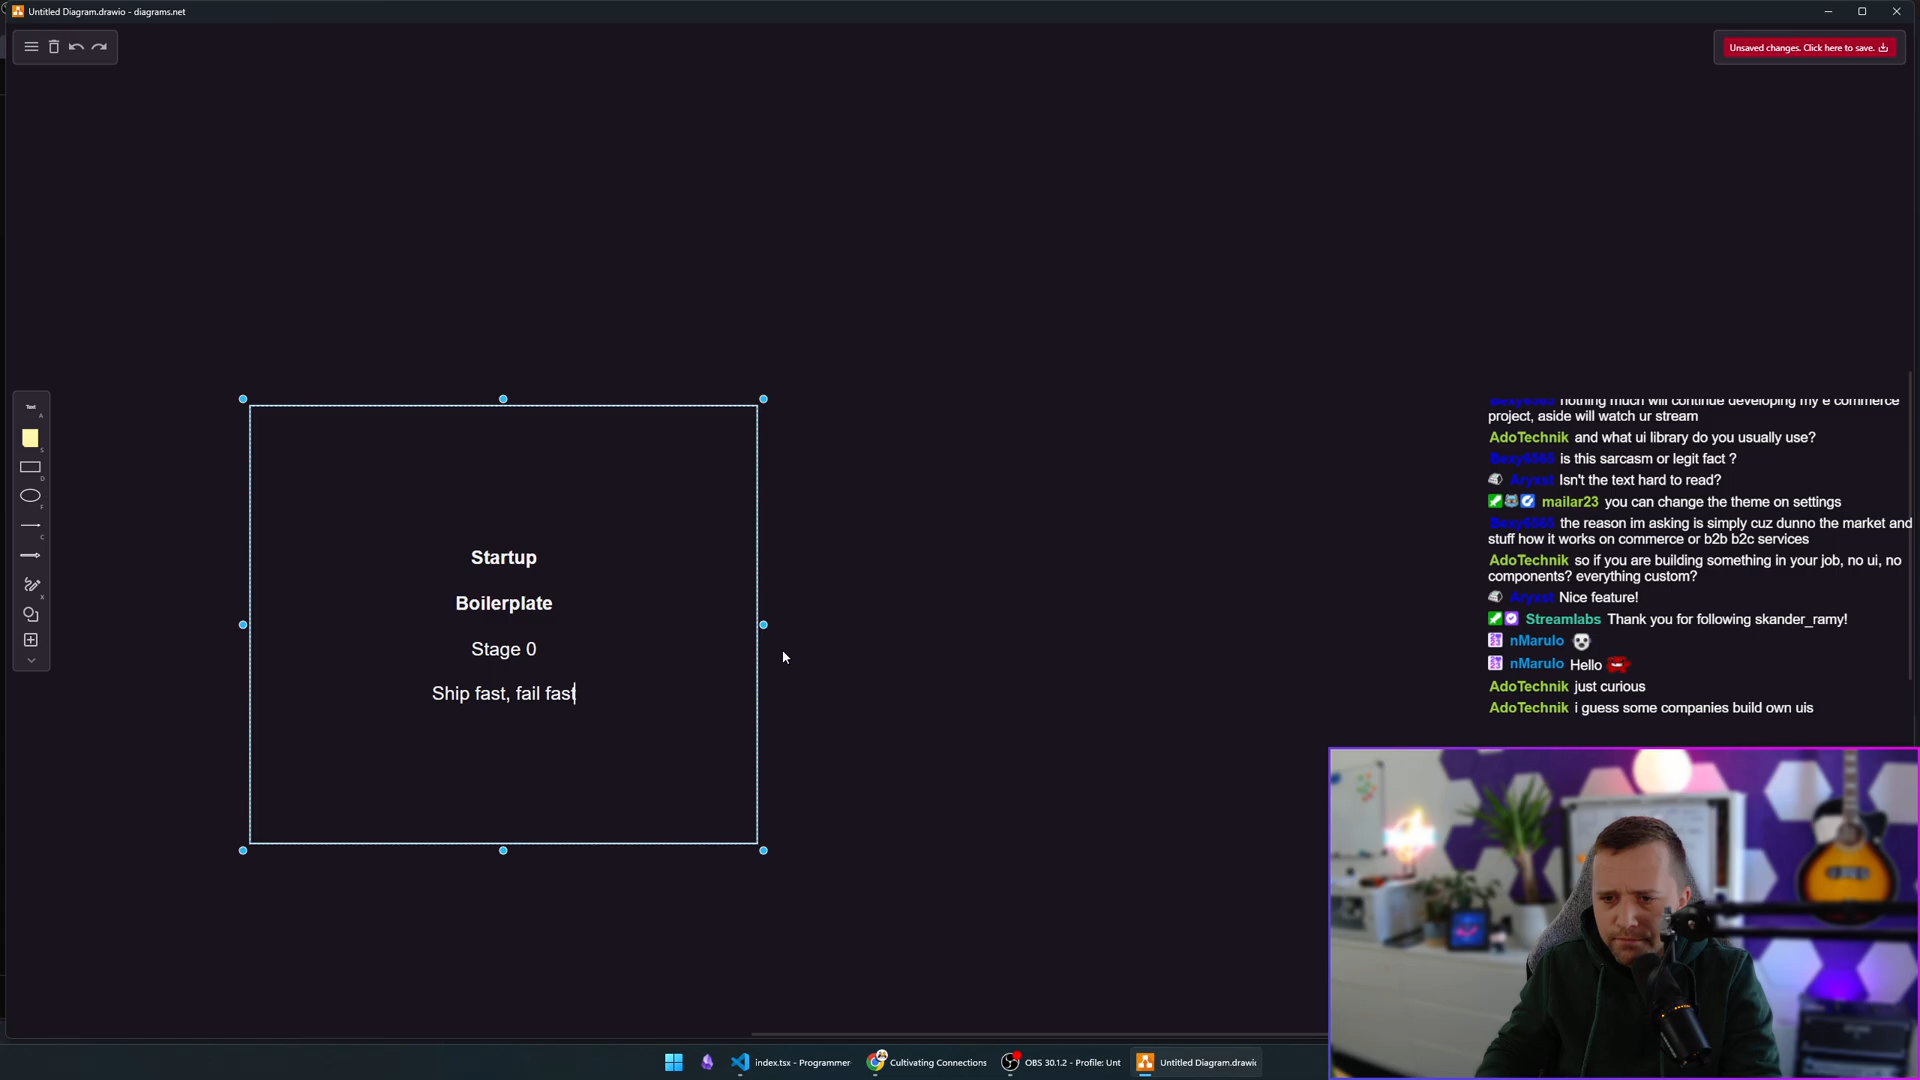 Untitled Diagram.drawio - diagrams.net
Unsaved changes. Click here to save.
Text
A
S
D
F
C
X
Startup
Boilerplate
Stage 0
Ship fast, fail fast
Bexy6565 nothing much will continue developing my e commerce
project, aside will watch ur stream
AdoTechnik and what ui library do you usually use?
Bexy6565 is this sarcasm or legit fact ?
Aryxst Isn't the text hard to read?
mailar23 you can change the theme on settings
Bexy6565 the reason im asking is simply cuz dunno the market and
stuff how it works on commerce or b2b b2c services
AdoTechnik so if you are building something in your job, no ui, no
components? everything custom?
Aryxst Nice feature!
Streamlabs Thank you for following skander_ramy!
nMarulo
nMarulo Hello
AdoTechnik just curious
AdoTechnik i guess some companies build own uis
index.tsx - Programmer
Cultivating Connections
OBS 30.1.2 - Profile: Unt
Untitled Diagram.drawio